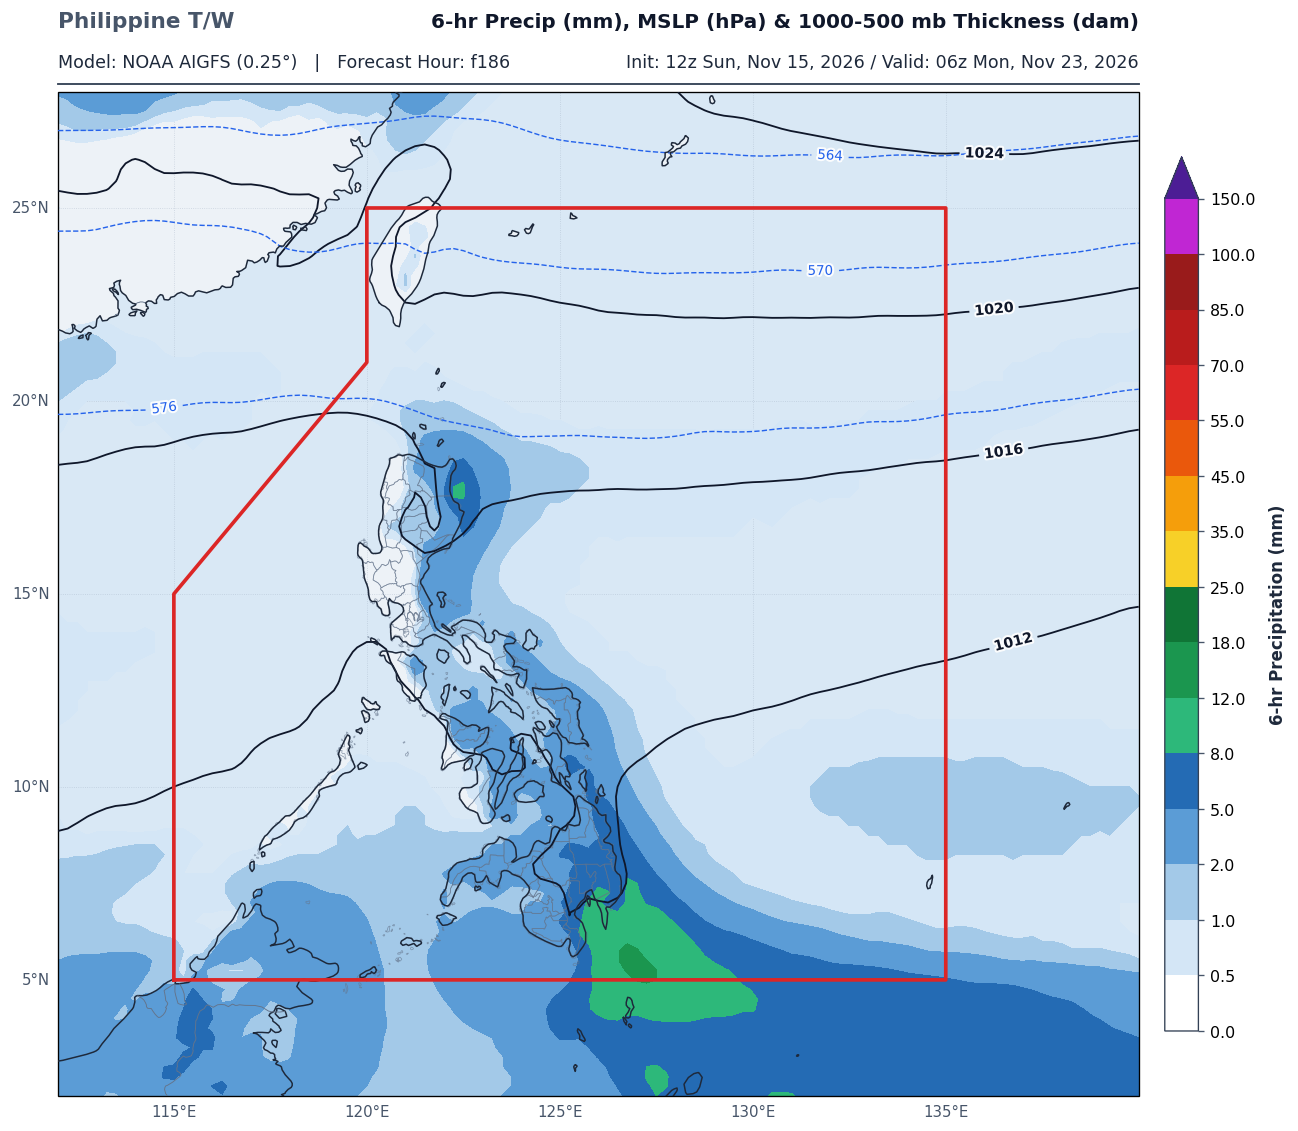 Philippine T/W
6-hr Precip (mm), MSLP (hPa) & 1000-500 mb Thickness (dam)
Model: NOAA AIGFS (0.25°) | Forecast Hour: f186
Init: 12z Sun, Nov 15, 2026 / Valid: 06z Mon, Nov 23, 2026
564
1024
25°N
570
1020
20°N
576
1016
15°N
1012
10°N
5°N
115°E
120°E
125°E
130°E
135°E
150.0
100.0
85.0
70.0
55.0
45.0
35.0
25.0
18.0
12.0
8.0
5.0
2.0
1.0
0.5
0.0
6-hr Precipitation (mm)